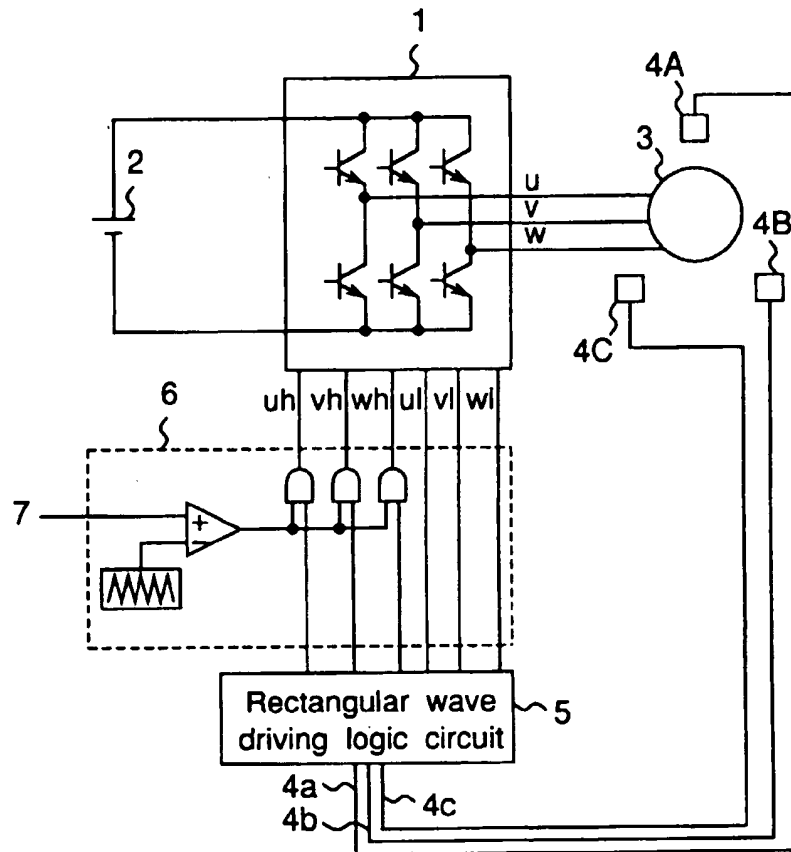 1
4A
2
3
u
v
w
4B
4C
uh vh wh ul vl wl
6
7
+
−
Rectangular wave
driving logic circuit
5
4a
4b
4c